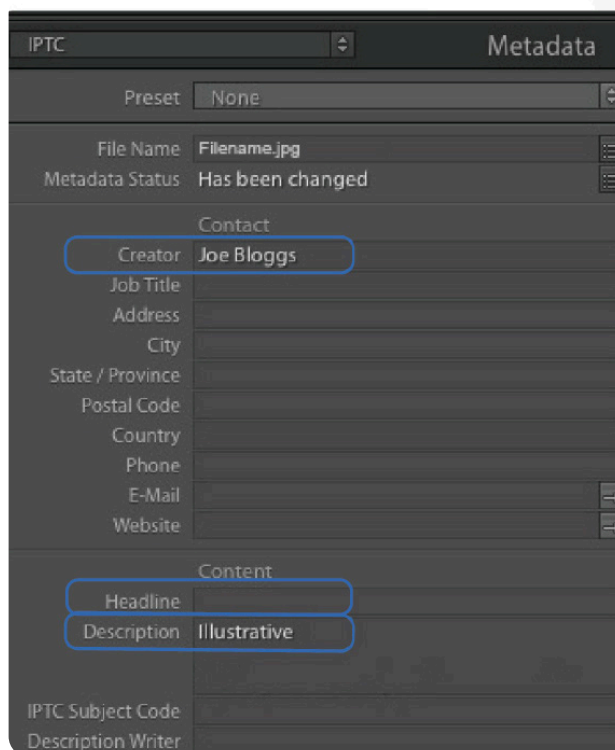 IPTC Metadata
Preset None
File Name Filename.jpg
Metadata Status Has been changed
Contact
Creator Joe Bloggs
Job Title
Address
City
State / Province
Postal Code
Country
Phone
E-Mail
Website
Content
Headline
Description Illustrative
IPTC Subject Code
Description Writer